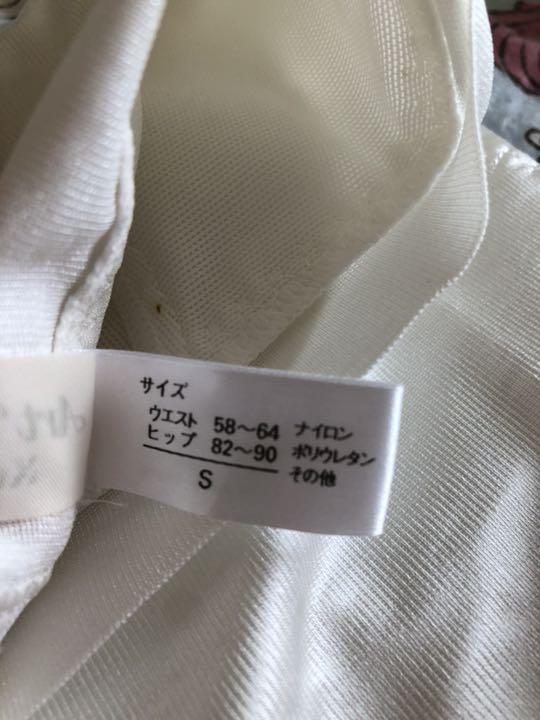 サイズ
ウエスト 58～64 ナイロン
ヒップ 82～90 ポリウレタン
S その他